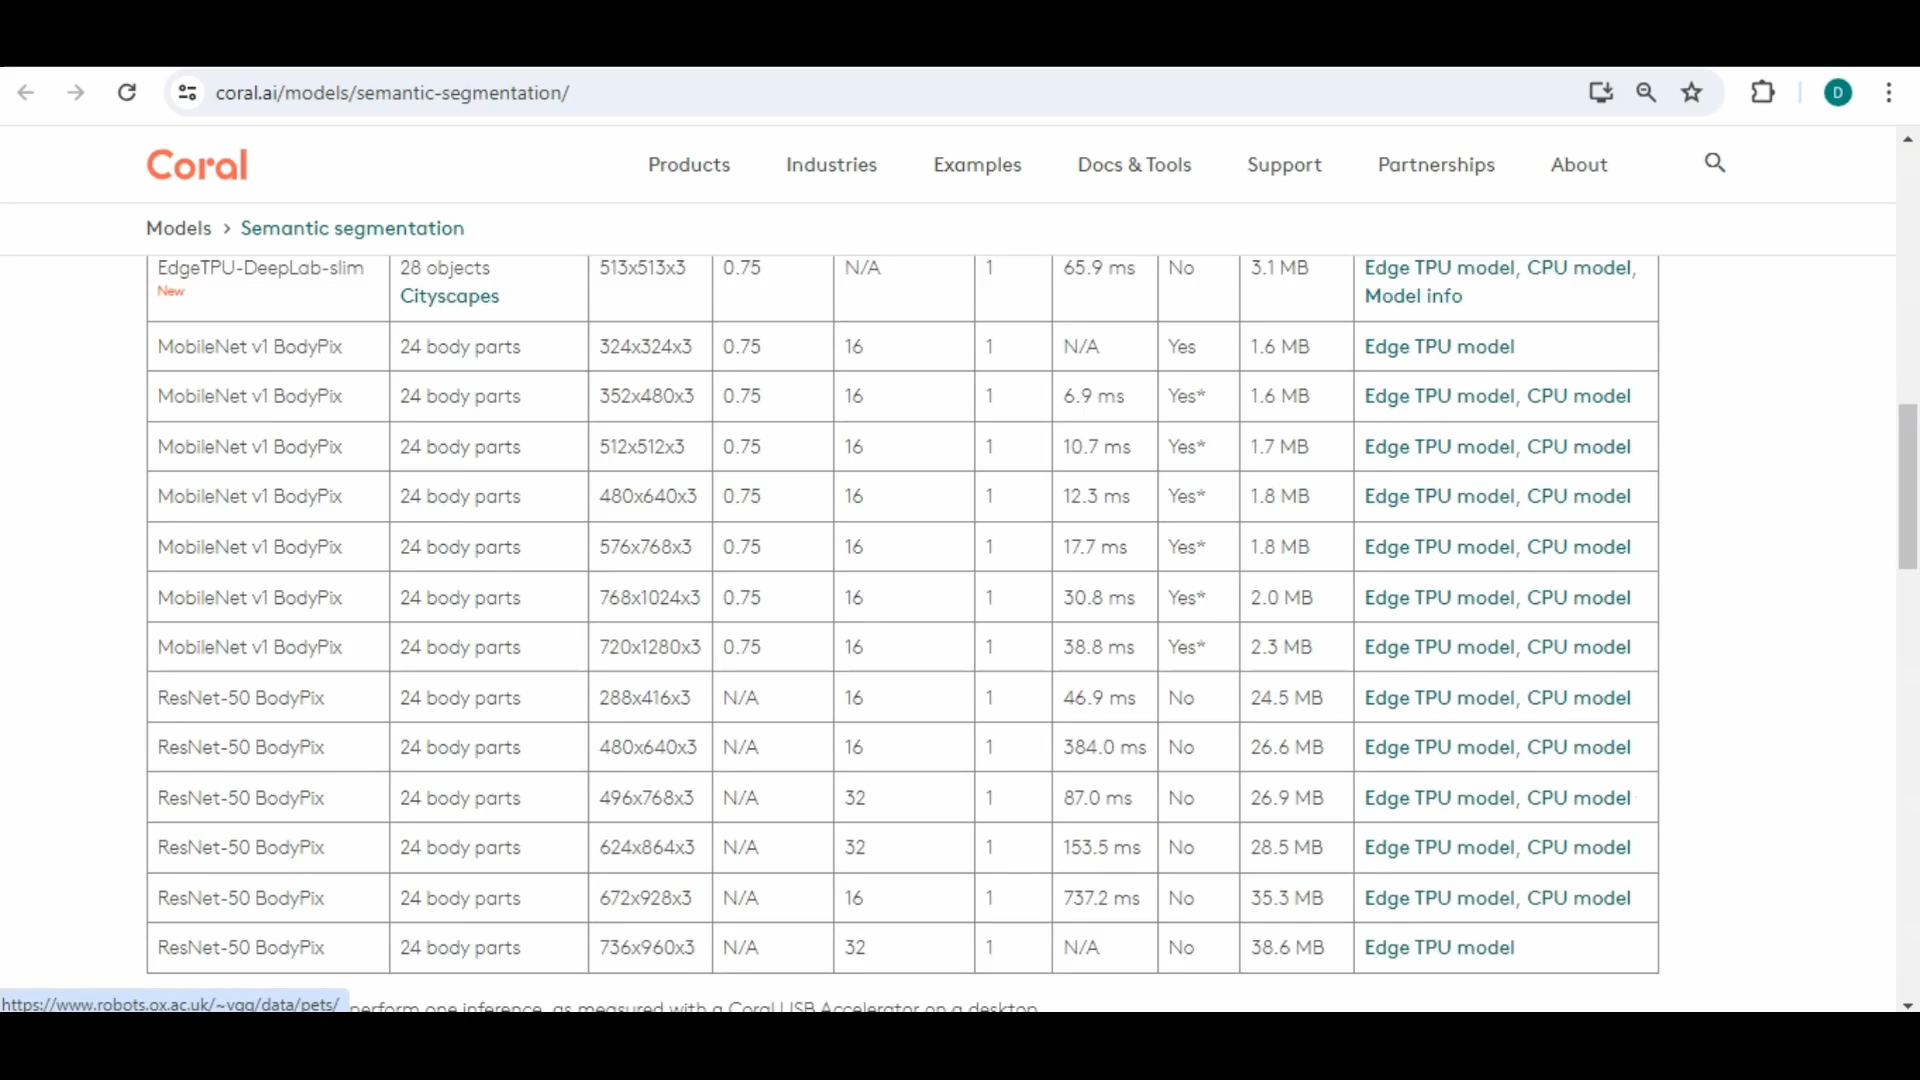 coral.ai/models/semantic-segmentation/
D
Coral
Products Industries Examples Docs & Tools Support Partnerships About
Models > Semantic segmentation
EdgeTPU-DeepLab-slim 28 objects 513x513x3 0.75 N/A 1 65.9 ms No 3.1 MB Edge TPU model, CPU model,
New Cityscapes Model info
MobileNet v1 BodyPix 24 body parts 324x324x3 0.75 16 1 N/A Yes 1.6 MB Edge TPU model
MobileNet v1 BodyPix 24 body parts 352x480x3 0.75 16 1 6.9 ms Yes* 1.6 MB Edge TPU model, CPU model
MobileNet v1 BodyPix 24 body parts 512x512x3 0.75 16 1 10.7 ms Yes* 1.7 MB Edge TPU model, CPU model
MobileNet v1 BodyPix 24 body parts 480x640x3 0.75 16 1 12.3 ms Yes* 1.8 MB Edge TPU model, CPU model
MobileNet v1 BodyPix 24 body parts 576x768x3 0.75 16 1 17.7 ms Yes* 1.8 MB Edge TPU model, CPU model
MobileNet v1 BodyPix 24 body parts 768x1024x3 0.75 16 1 30.8 ms Yes* 2.0 MB Edge TPU model, CPU model
MobileNet v1 BodyPix 24 body parts 720x1280x3 0.75 16 1 38.8 ms Yes* 2.3 MB Edge TPU model, CPU model
ResNet-50 BodyPix 24 body parts 288x416x3 N/A 16 1 46.9 ms No 24.5 MB Edge TPU model, CPU model
ResNet-50 BodyPix 24 body parts 480x640x3 N/A 16 1 384.0 ms No 26.6 MB Edge TPU model, CPU model
ResNet-50 BodyPix 24 body parts 496x768x3 N/A 32 1 87.0 ms No 26.9 MB Edge TPU model, CPU model
ResNet-50 BodyPix 24 body parts 624x864x3 N/A 32 1 153.5 ms No 28.5 MB Edge TPU model, CPU model
ResNet-50 BodyPix 24 body parts 672x928x3 N/A 16 1 737.2 ms No 35.3 MB Edge TPU model, CPU model
ResNet-50 BodyPix 24 body parts 736x960x3 N/A 32 1 N/A No 38.6 MB Edge TPU model
https://www.robots.ox.ac.uk/~vgg/data/pets/ perform one inference, as measured with a Coral USB Accelerator on a desktop